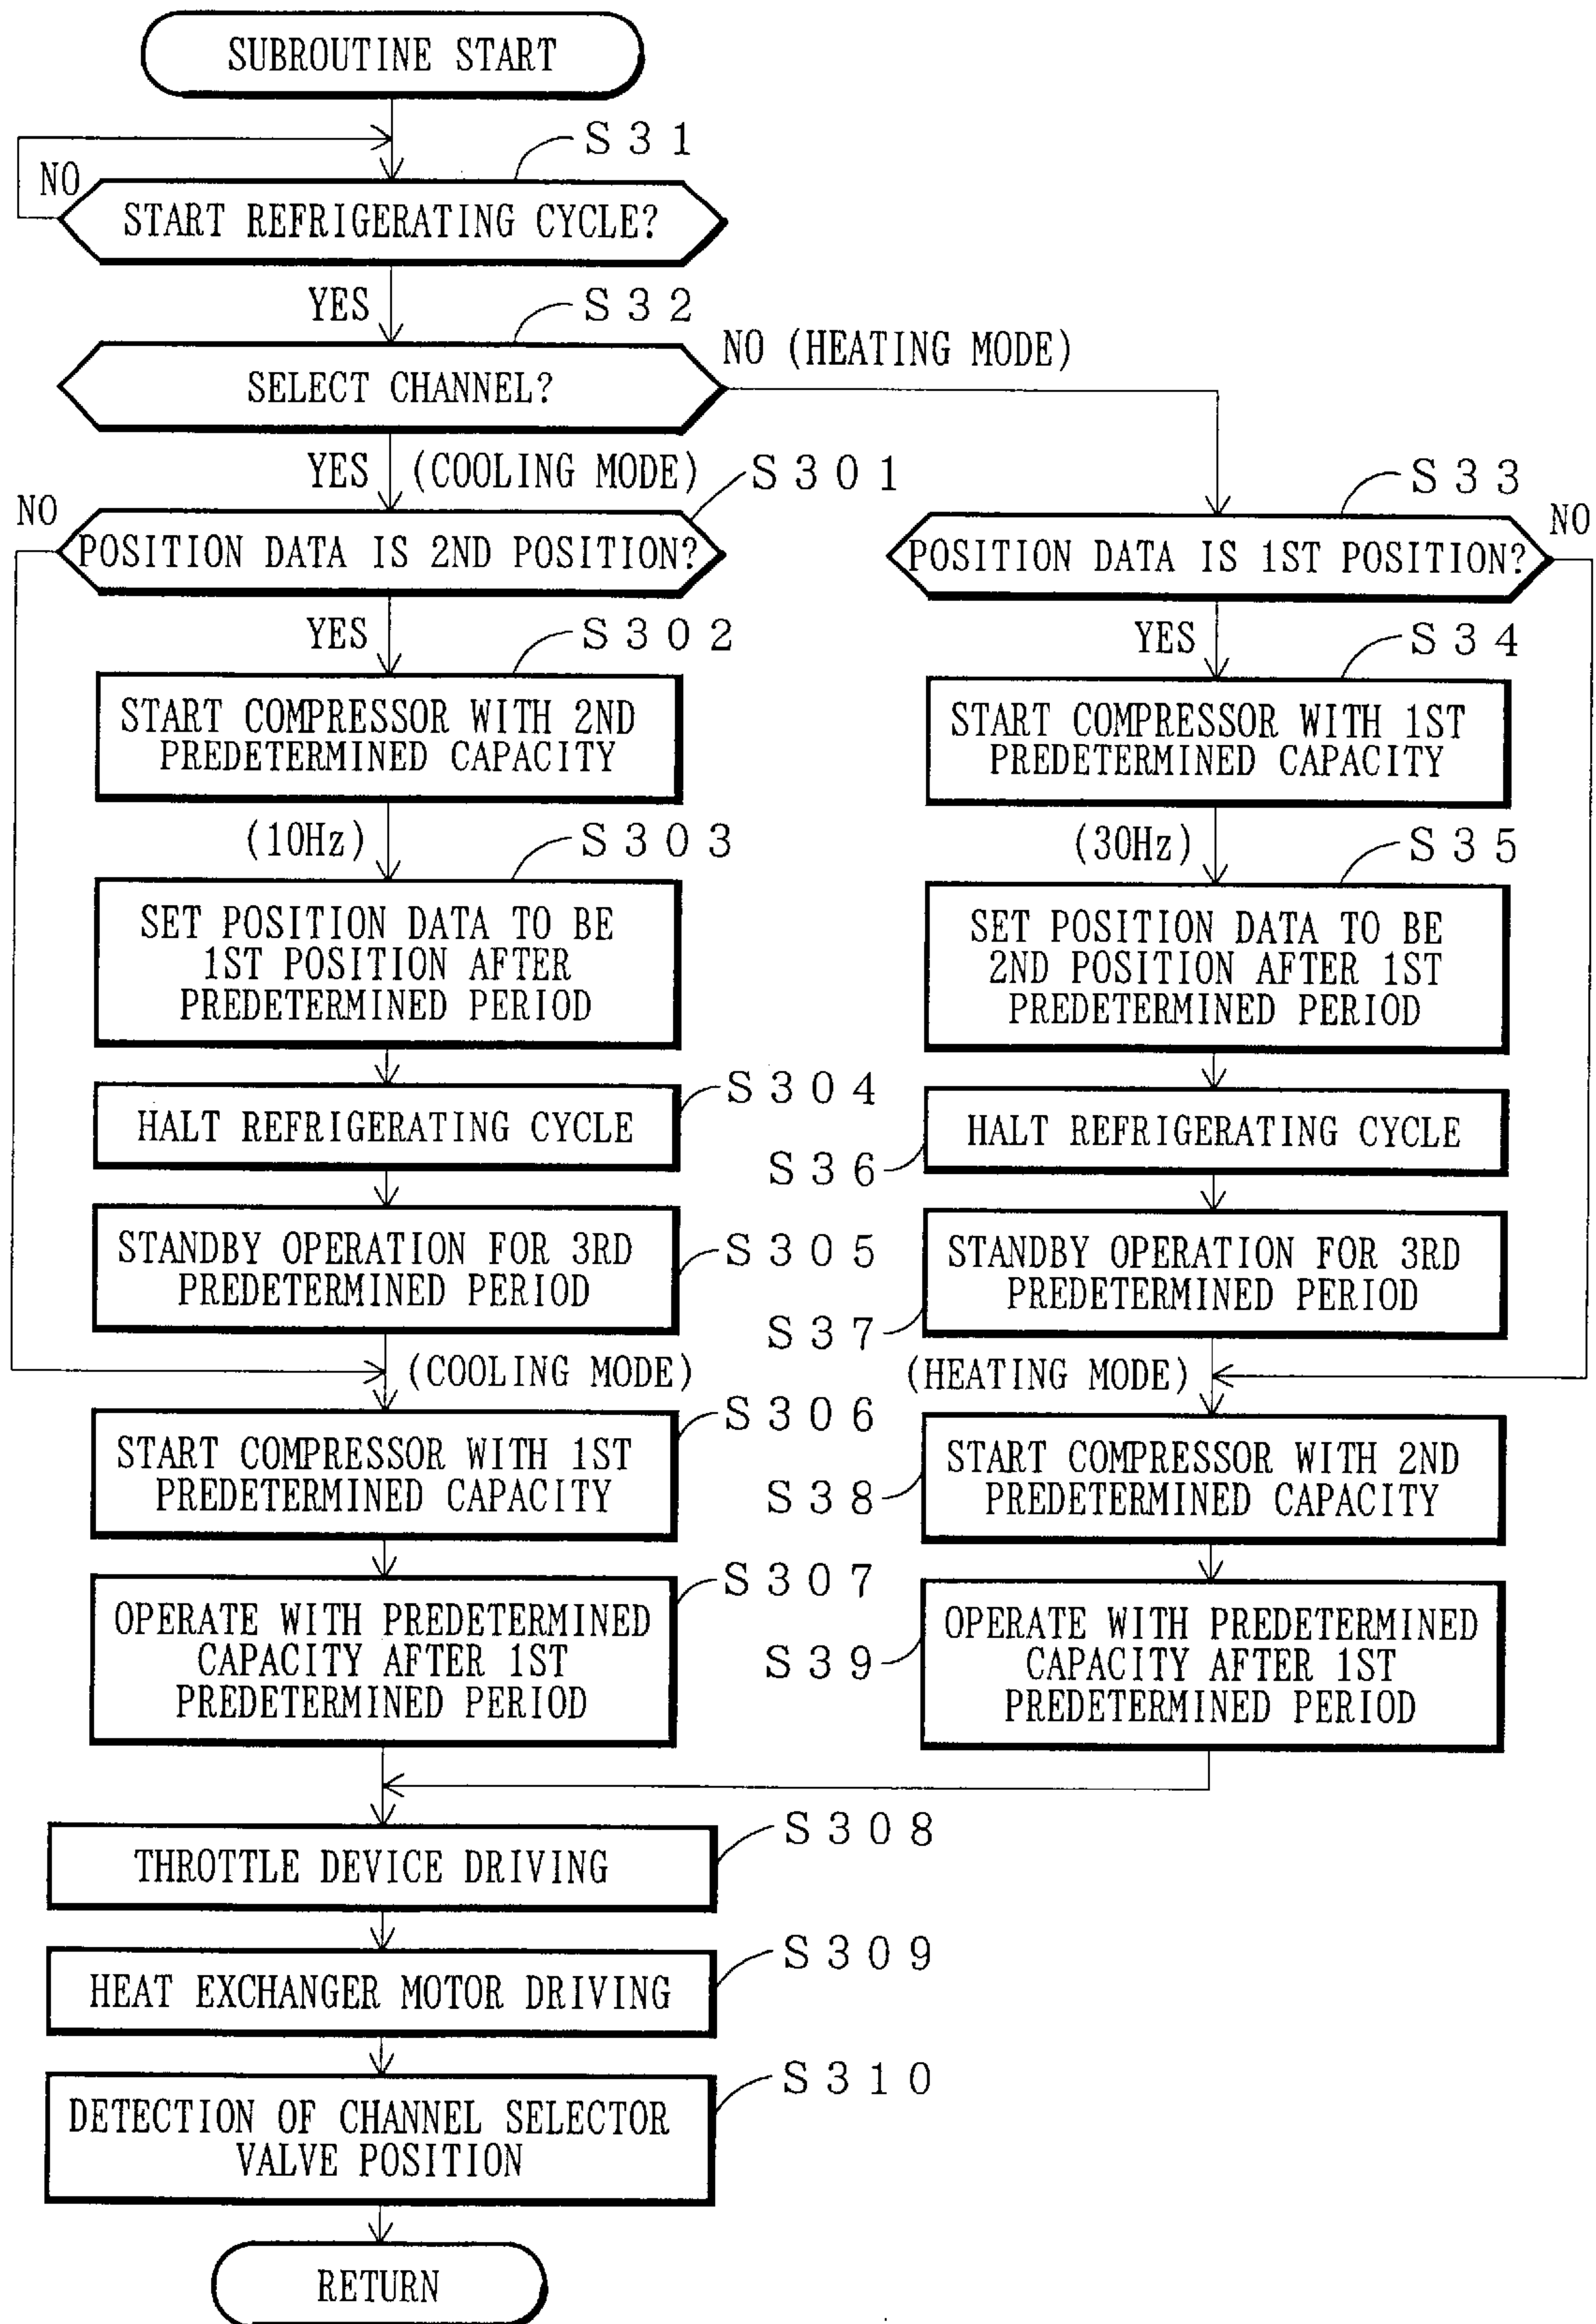 SUBROUTINE START
S31
NO
START REFRIGERATING CYCLE?
YES
S32
NO (HEATING MODE)
SELECT CHANNEL?
YES (COOLING MODE)
S301
NO
POSITION DATA IS 2ND POSITION?
YES
S302
START COMPRESSOR WITH 2ND
PREDETERMINED CAPACITY
(10Hz)
S303
SET POSITION DATA TO BE
1ST POSITION AFTER
PREDETERMINED PERIOD
S304
HALT REFRIGERATING CYCLE
S305
STANDBY OPERATION FOR 3RD
PREDETERMINED PERIOD
(COOLING MODE)
S306
START COMPRESSOR WITH 1ST
PREDETERMINED CAPACITY
S307
OPERATE WITH PREDETERMINED
CAPACITY AFTER 1ST
PREDETERMINED PERIOD
S33
NO
POSITION DATA IS 1ST POSITION?
YES
S34
START COMPRESSOR WITH 1ST
PREDETERMINED CAPACITY
(30Hz)
S35
SET POSITION DATA TO BE
2ND POSITION AFTER 1ST
PREDETERMINED PERIOD
HALT REFRIGERATING CYCLE
S36
STANDBY OPERATION FOR 3RD
PREDETERMINED PERIOD
S37
(HEATING MODE)
START COMPRESSOR WITH 2ND
PREDETERMINED CAPACITY
S38
OPERATE WITH PREDETERMINED
CAPACITY AFTER 1ST
PREDETERMINED PERIOD
S39
S308
THROTTLE DEVICE DRIVING
S309
HEAT EXCHANGER MOTOR DRIVING
S310
DETECTION OF CHANNEL SELECTOR
VALVE POSITION
RETURN